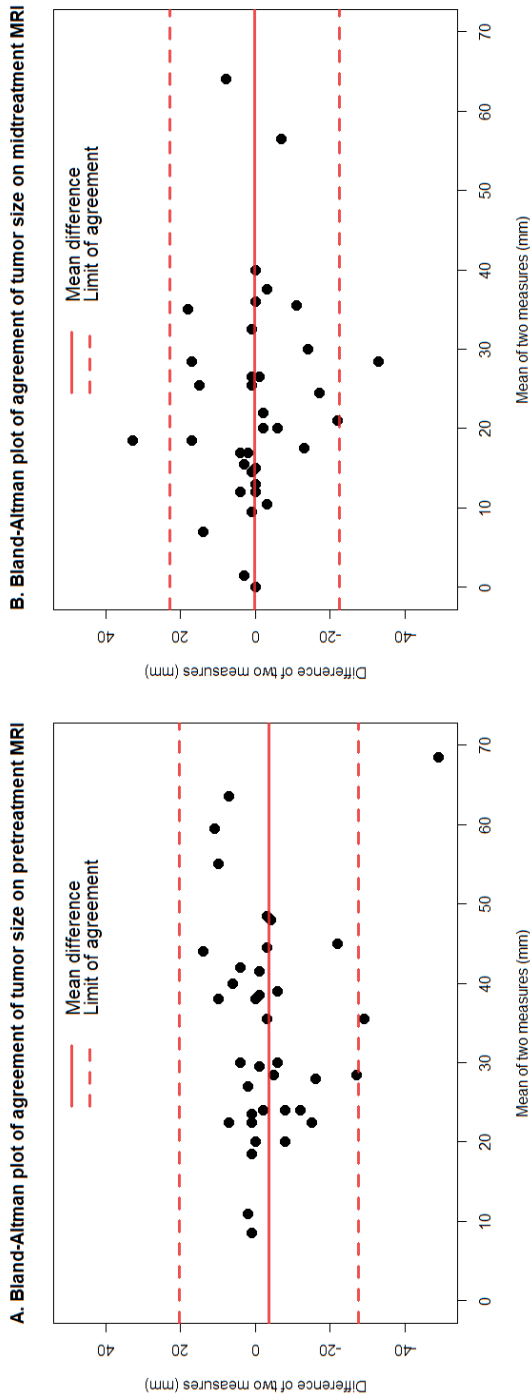 A. Bland-Altman plot of agreement of tumor size on pretreatment MRI
Mean difference
Limit of agreement
Difference of two measures (mm)
40
20
0
-20
-40
0
10
20
30
40
50
60
70
Mean of two measures (mm)
B. Bland-Altman plot of agreement of tumor size on midtreatment MRI
Mean difference
Limit of agreement
Difference of two measures (mm)
40
20
0
-20
-40
0
10
20
30
40
50
60
70
Mean of two measures (mm)